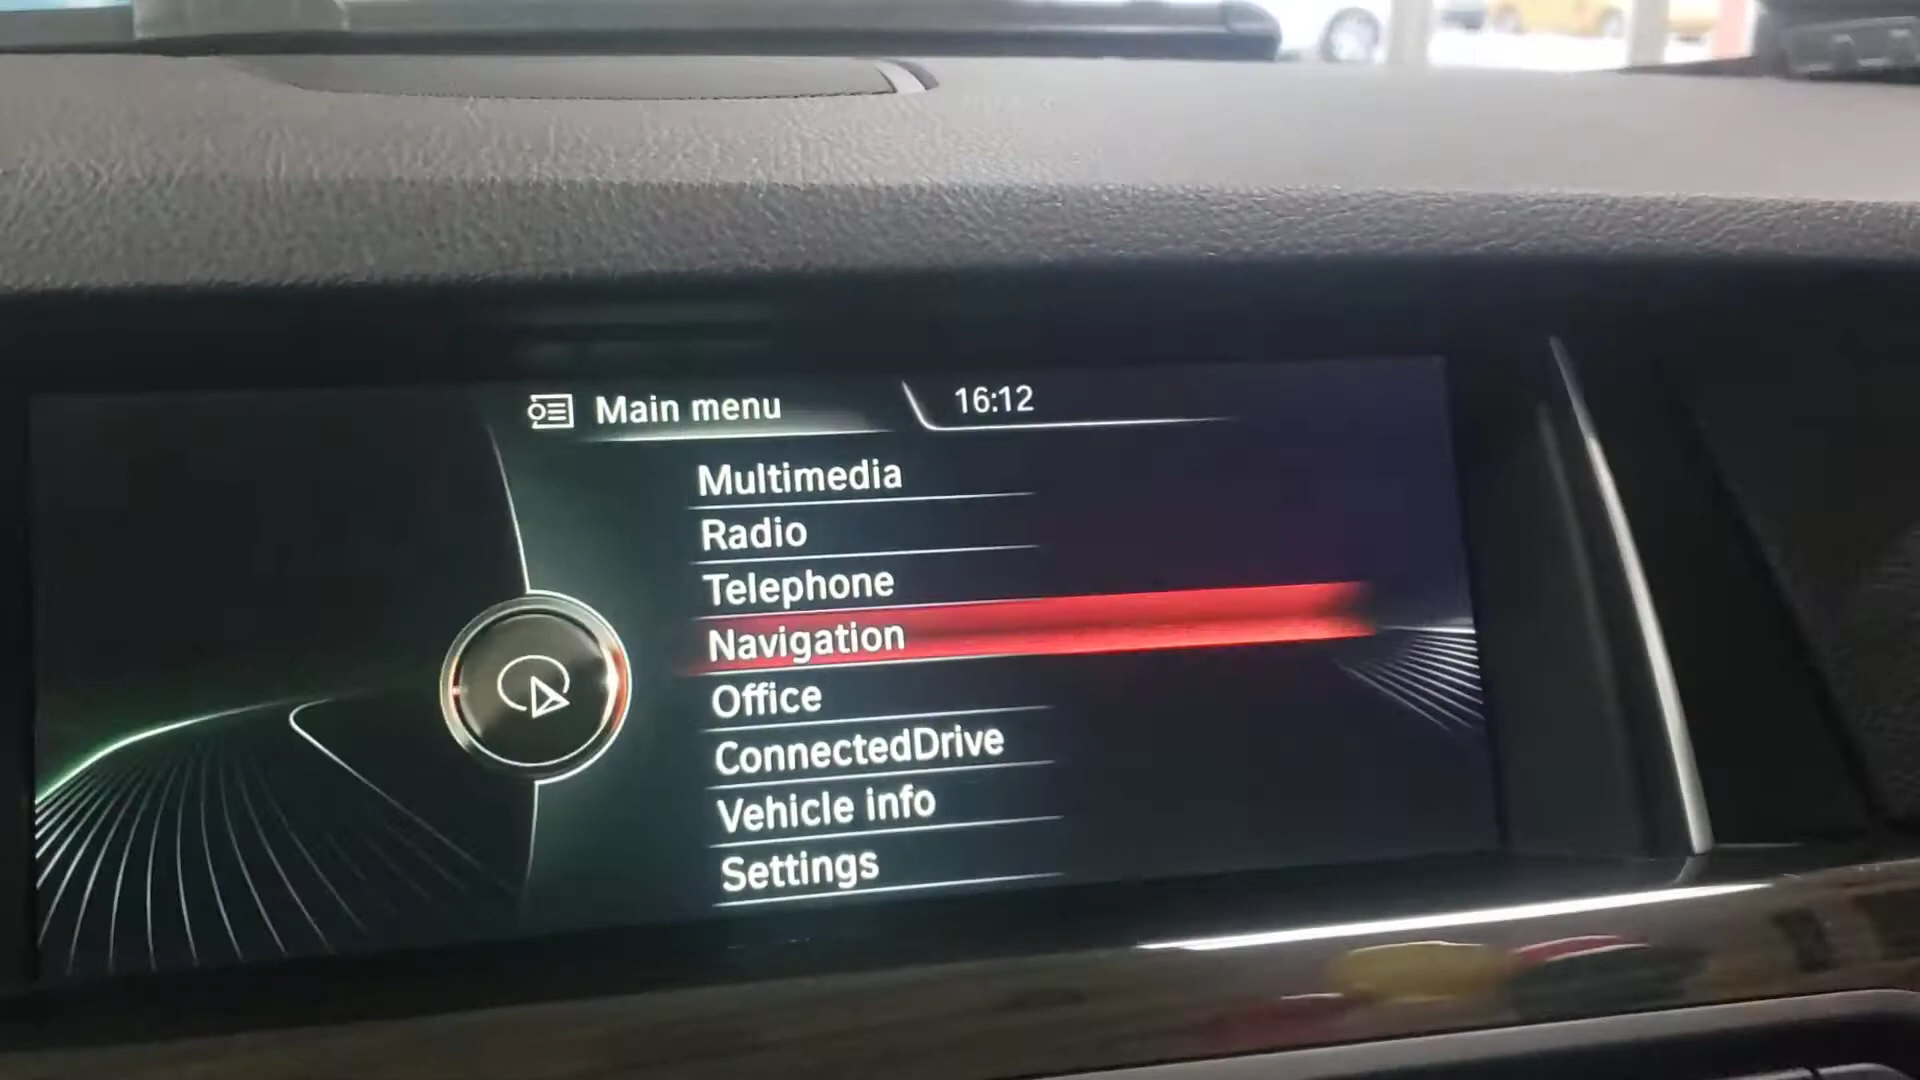 Main menu 16:12
Multimedia
Radio
Telephone
Navigation
Office
ConnectedDrive
Vehicle info
Settings